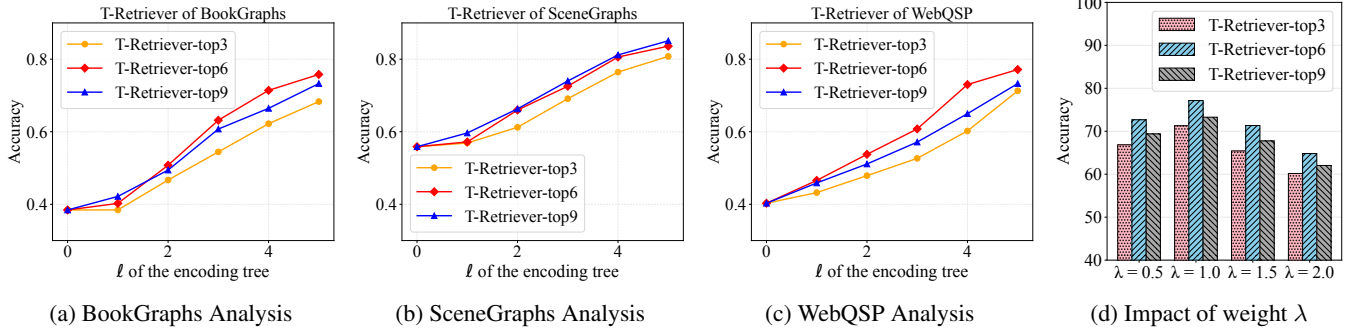 T-Retriever of BookGraphs
Accuracy
0.8
0.6
0.4
T-Retriever-top3
T-Retriever-top6
T-Retriever-top9
0 2 4
ℓ of the encoding tree
(a) BookGraphs Analysis
T-Retriever of SceneGraphs
Accuracy
0.8
0.6
0.4
T-Retriever-top3
T-Retriever-top6
T-Retriever-top9
0 2 4
ℓ of the encoding tree
(b) SceneGraphs Analysis
T-Retriever of WebQSP
Accuracy
0.8
0.6
0.4
T-Retriever-top3
T-Retriever-top6
T-Retriever-top9
0 2 4
ℓ of the encoding tree
(c) WebQSP Analysis
Accuracy
100
90
80
70
60
50
40
T-Retriever-top3
T-Retriever-top6
T-Retriever-top9
λ = 0.5 λ = 1.0 λ = 1.5 λ = 2.0
(d) Impact of weight λ